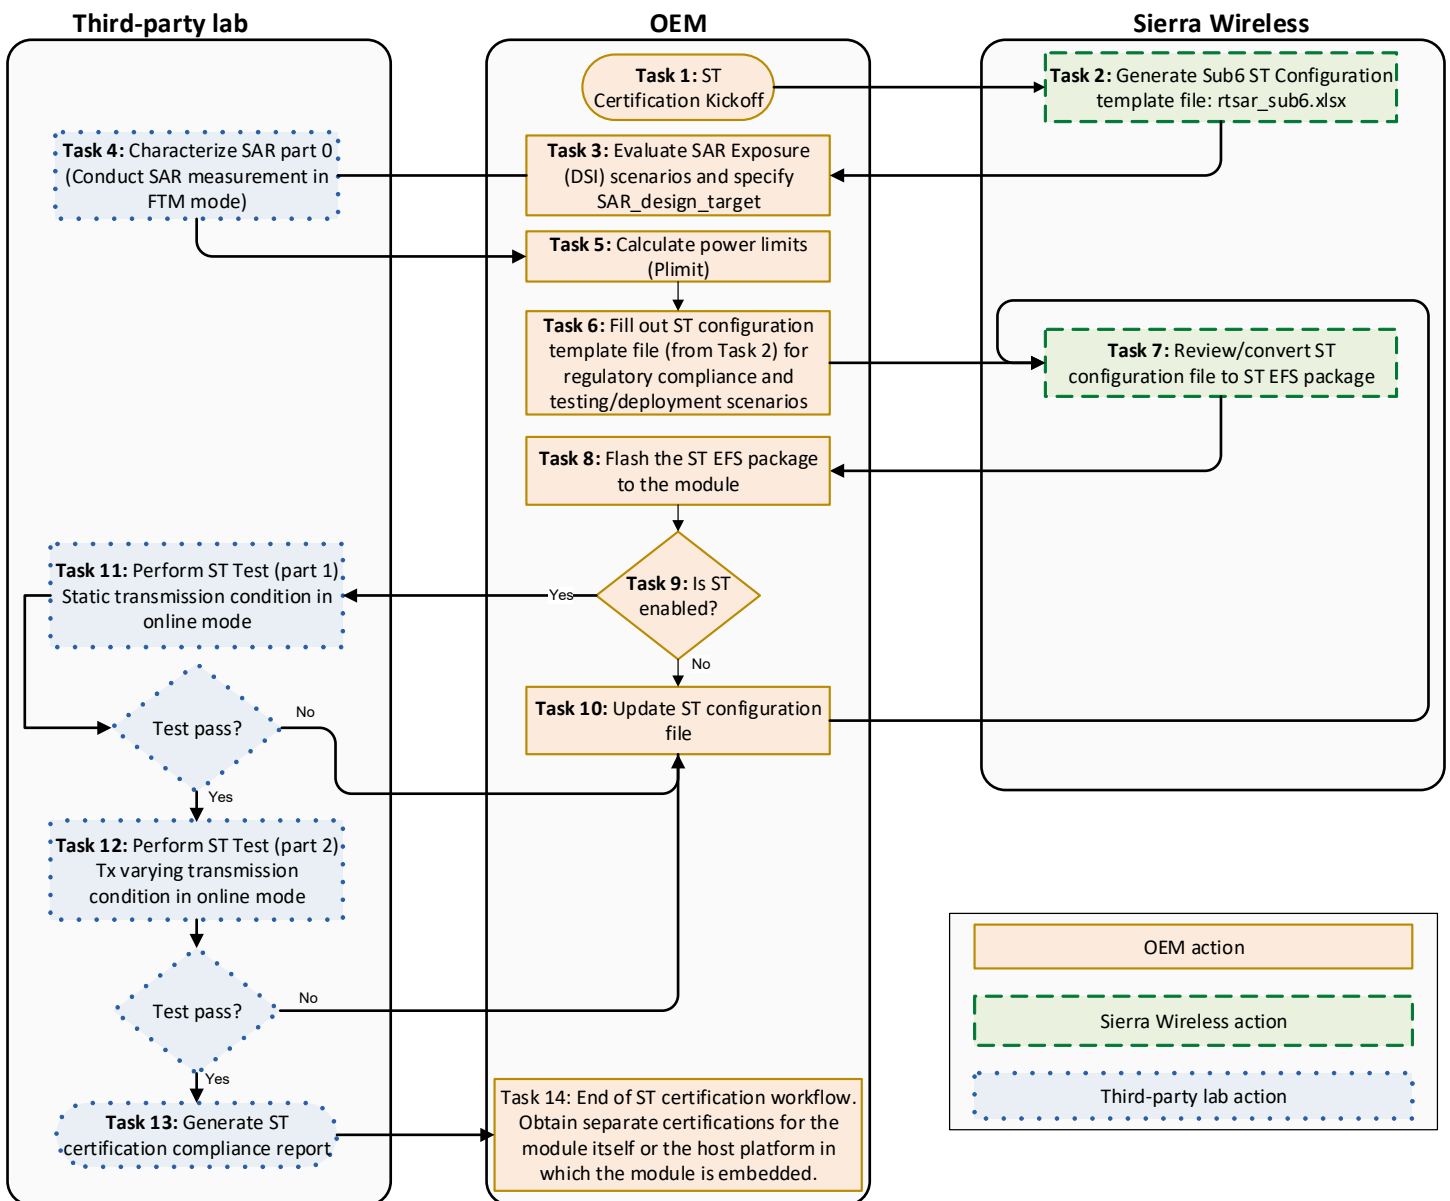 Third-party lab
OEM
Sierra Wireless
Task 1: ST
Certification Kickoff
Task 2: Generate Sub6 ST Configuration
template file: rtsar_sub6.xlsx
Task 3: Evaluate SAR Exposure
(DSI) scenarios and specify
SAR_design_target
Task 4: Characterize SAR part 0
(Conduct SAR measurement in
FTM mode)
Task 5: Calculate power limits
(Plimit)
Task 6: Fill out ST configuration
template file (from Task 2) for
regulatory compliance and
testing/deployment scenarios
Task 7: Review/convert ST
configuration file to ST EFS package
Task 8: Flash the ST EFS package
to the module
Task 9: Is ST
enabled?
Yes
No
Task 10: Update ST configuration
file
Task 11: Perform ST Test (part 1)
Static transmission condition in
online mode
Test pass?
No
Yes
Task 12: Perform ST Test (part 2)
Tx varying transmission
condition in online mode
Test pass?
No
Yes
Task 13: Generate ST
certification compliance report
Task 14: End of ST certification workflow.
Obtain separate certifications for the
module itself or the host platform in
which the module is embedded.
OEM action
Sierra Wireless action
Third-party lab action